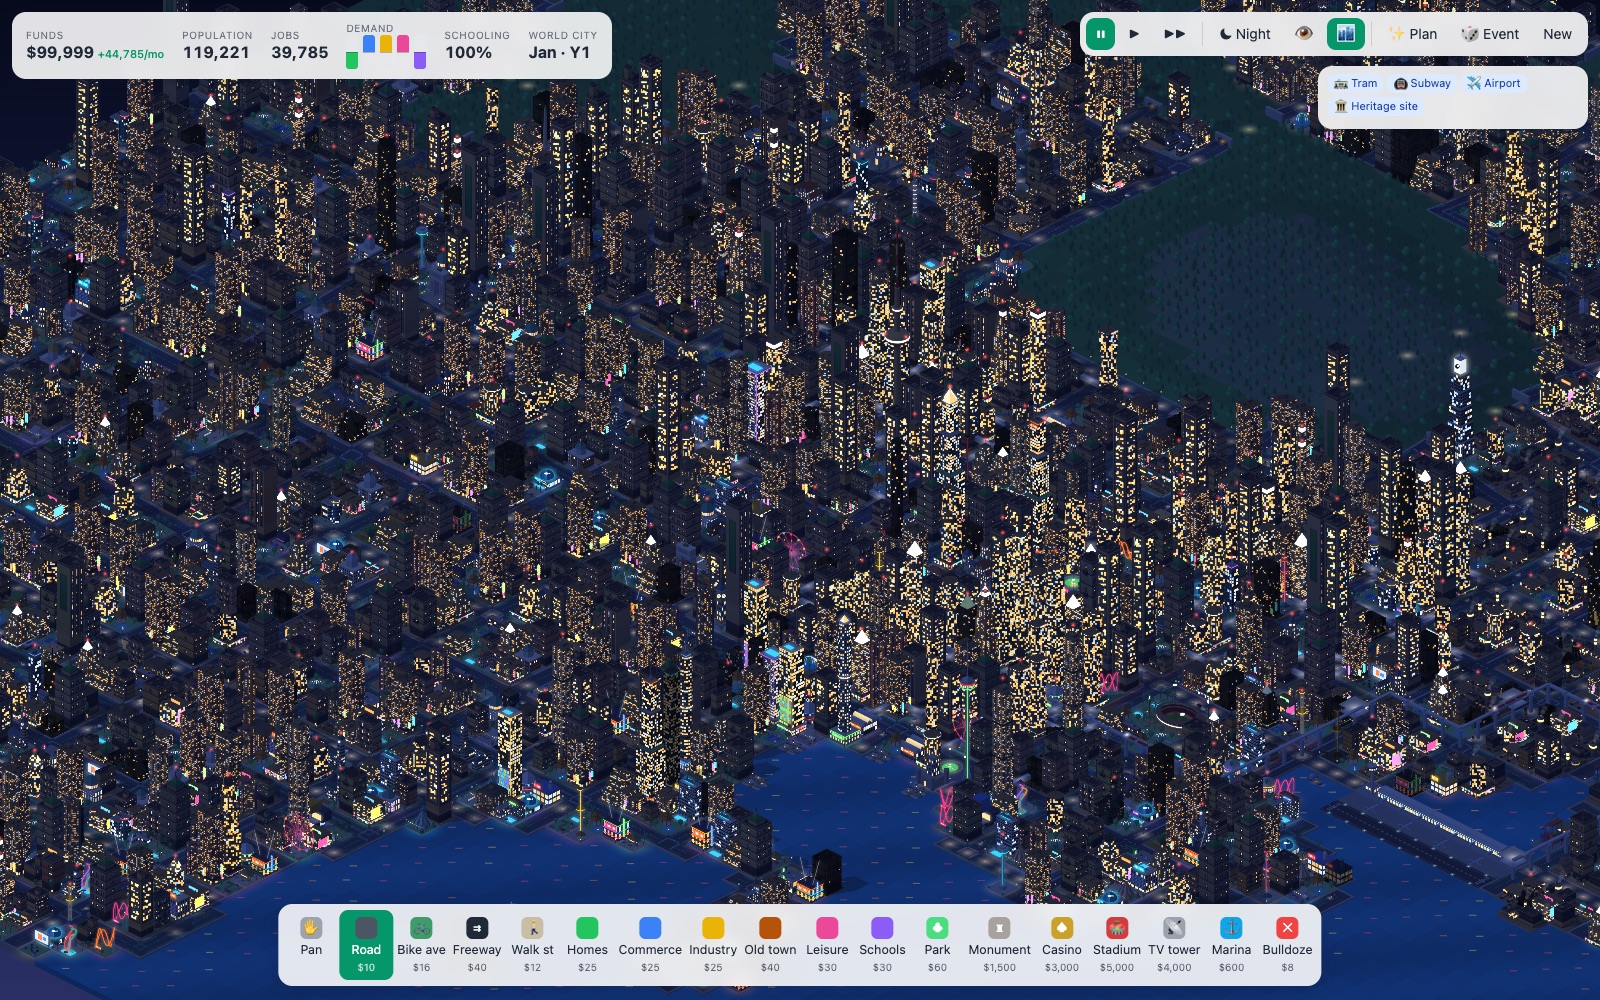 FUNDS
$99,999 +44,785/mo
POPULATION
119,221
JOBS
39,785
DEMAND
SCHOOLING
100%
WORLD CITY
Jan · Y1
Night
Plan
Event
New
Tram
Subway
Airport
Heritage site
Pan
Road
$10
Bike ave
$16
Freeway
$40
Walk st
$12
Homes
$25
Commerce
$25
Industry
$25
Old town
$40
Leisure
$30
Schools
$30
Park
$60
Monument
$1,500
Casino
$3,000
Stadium
$5,000
TV tower
$4,000
Marina
$600
Bulldoze
$8